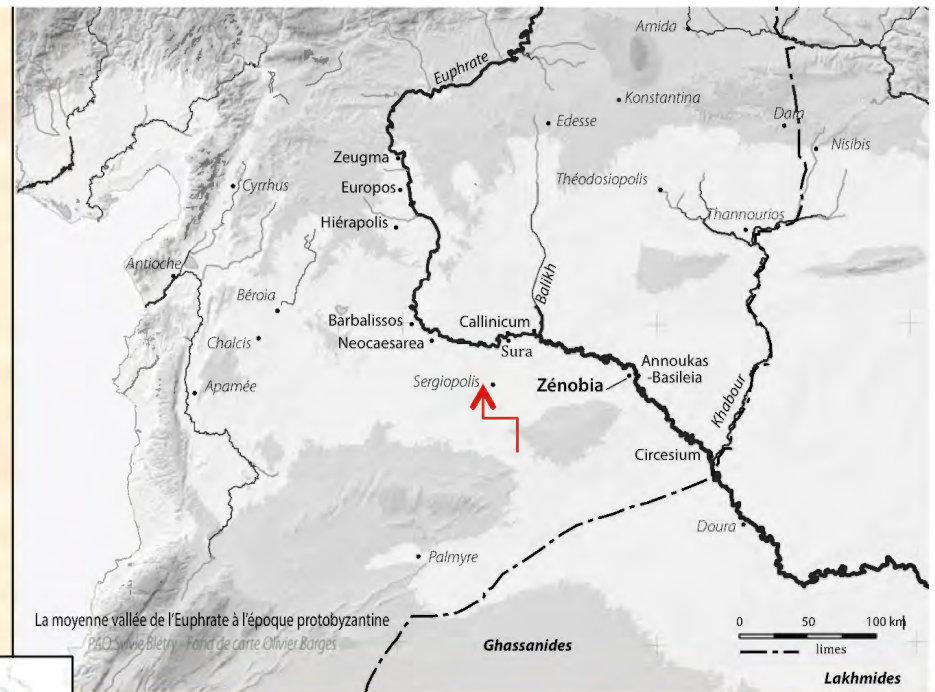 Amida
Euphrate
Konstantina
Edesse
Dara
Nisibis
Zeugma
Théodosiopolis
Cyrrhus
Europos
Thannourios
Hiérapolis
Antioche
Balikh
Béroia
Barbalissos
Callinicum
Chalcis
Neocaesarea
Sura
Annoukas
-Basileia
Sergiopolis
Zénobia
Apamée
Khabour
Circesium
Doura
Palmyre
La moyenne vallée de l'Euphrate à l'époque protobyzantine
PAO Sylvie Blétry - Fond de carte Olivier Barges
0 50 100 km
limes
Ghassanides
Lakhmides